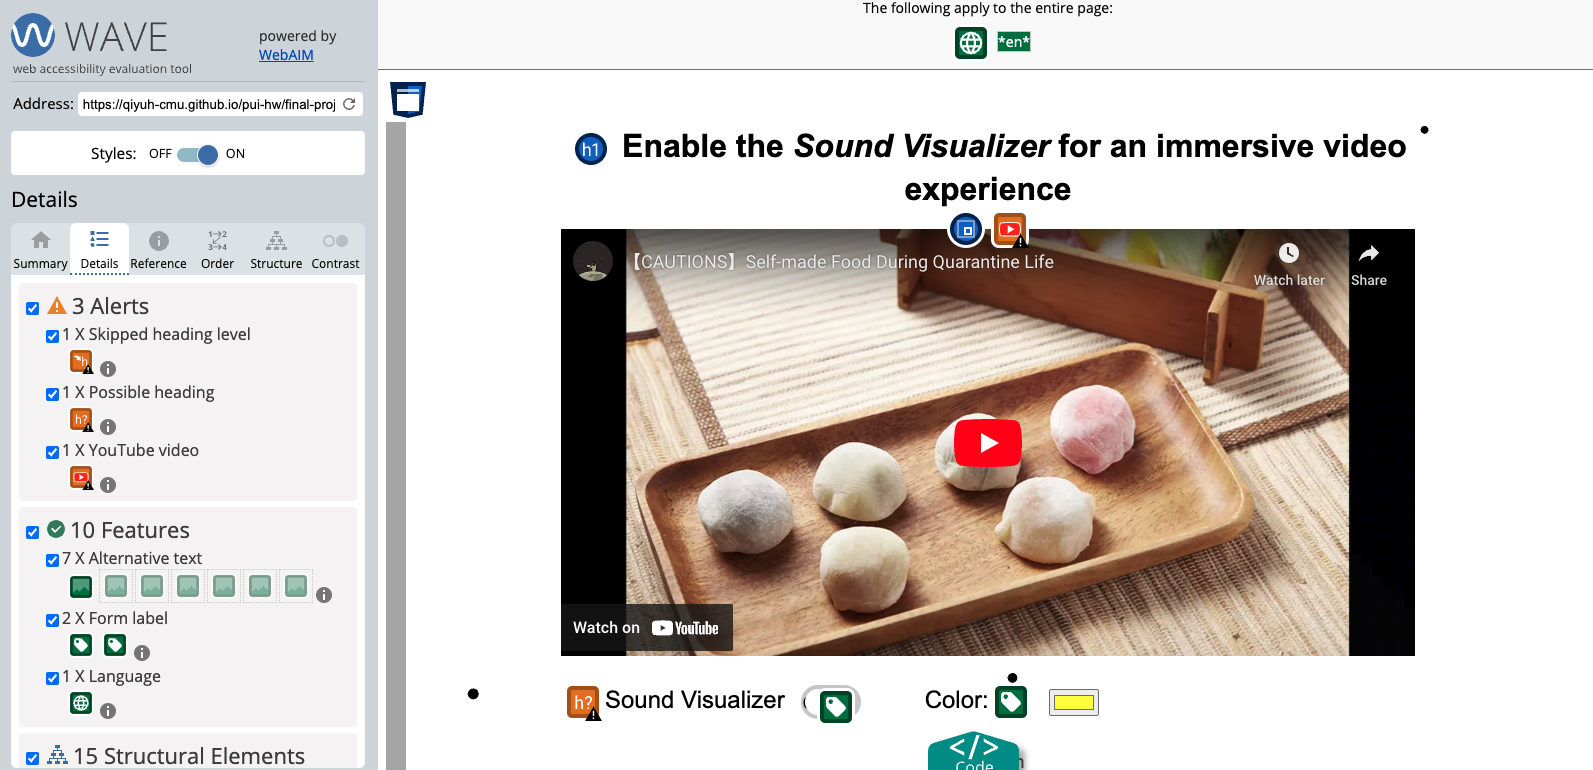 WAVE
web accessibility evaluation tool
powered by
WebAIM
Address: https://qiyuh-cmu.github.io/pui-hw/final-proj
Styles: OFF ON
Details
Summary Details Reference Order Structure Contrast
3 Alerts
1 X Skipped heading level
1 X Possible heading
1 X YouTube video
10 Features
7 X Alternative text
2 X Form label
1 X Language
15 Structural Elements
The following apply to the entire page:
*en*
h1 Enable the Sound Visualizer for an immersive video
experience
【CAUTIONS】Self-made Food During Quarantine Life
Watch later
Share
Watch on YouTube
h? Sound Visualizer
Color:
</>
Code